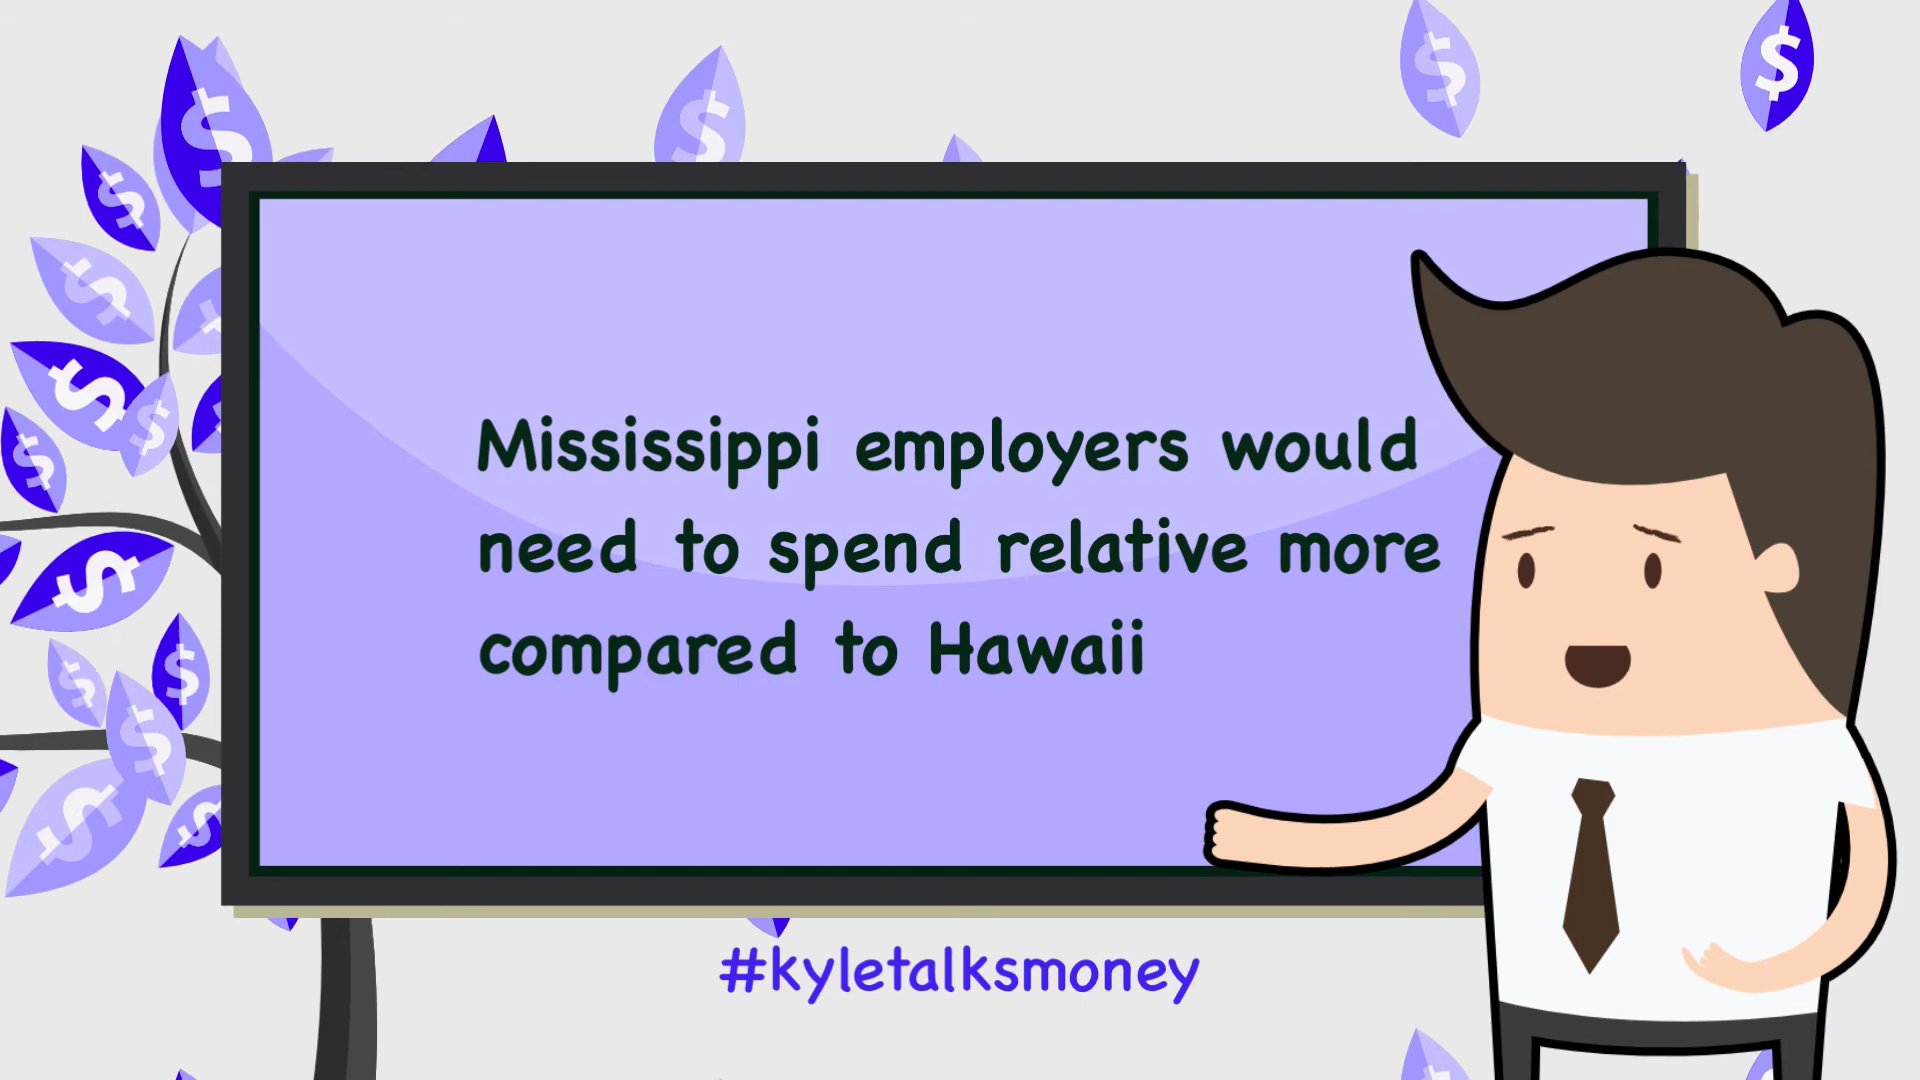 Mississippi employers would
need to spend relative more
compared to Hawaii
#kyletalksmoney